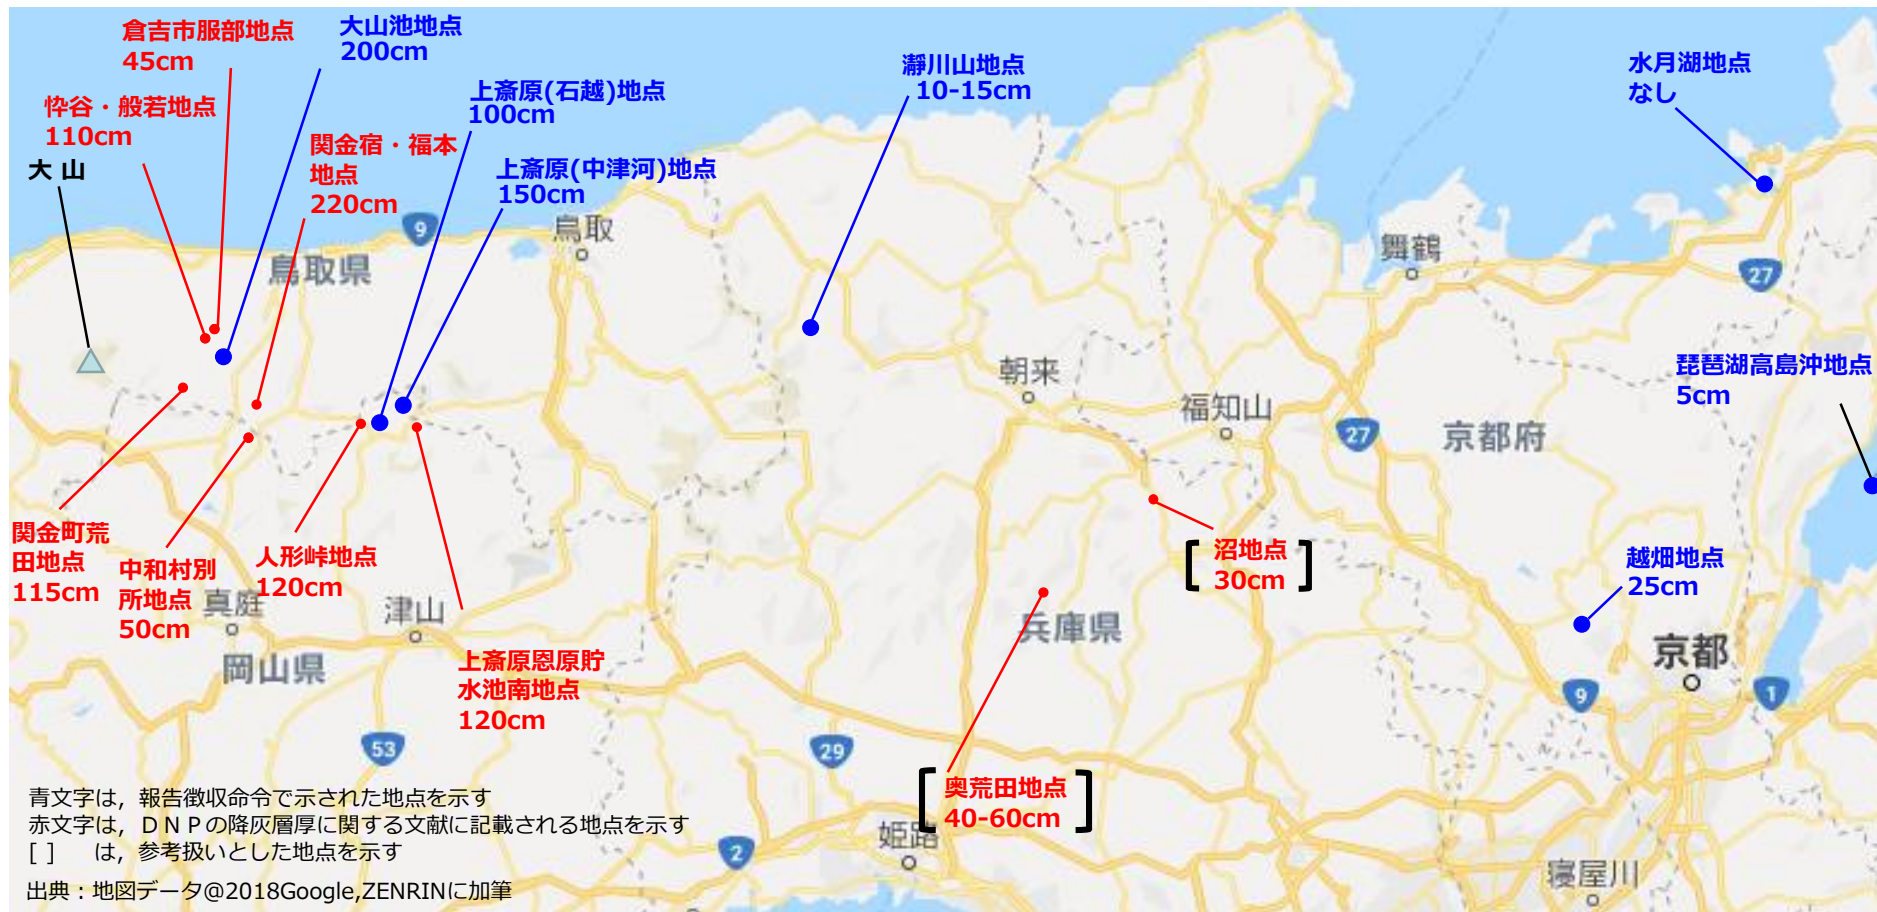 倉吉市服部地点
45cm
大山池地点
200cm
忰谷・般若地点
110cm
大 山
関金宿・福本
地点
220cm
上斎原(石越)地点
100cm
上斎原(中津河)地点
150cm
瀞川山地点
10-15cm
水月湖地点
なし
9
鳥取
鳥取県
舞鶴
27
朝来
福知山
27
京都府
琵琶湖高島沖地点
5cm
関金町荒
田地点
115cm
中和村別
所地点
50cm
人形峠地点
120cm
真庭
津山
岡山県
上斎原恩原貯
水池南地点
120cm
[沼地点
30cm]
兵庫県
越畑地点
25cm
京都
9
1
53
29
[奥荒田地点
40-60cm]
姫路
2
寝屋川
青文字は，報告徴収命令で示された地点を示す
赤文字は，ＤＮＰの降灰層厚に関する文献に記載される地点を示す
[ ] は，参考扱いとした地点を示す
出典：地図データ@2018Google,ZENRINに加筆